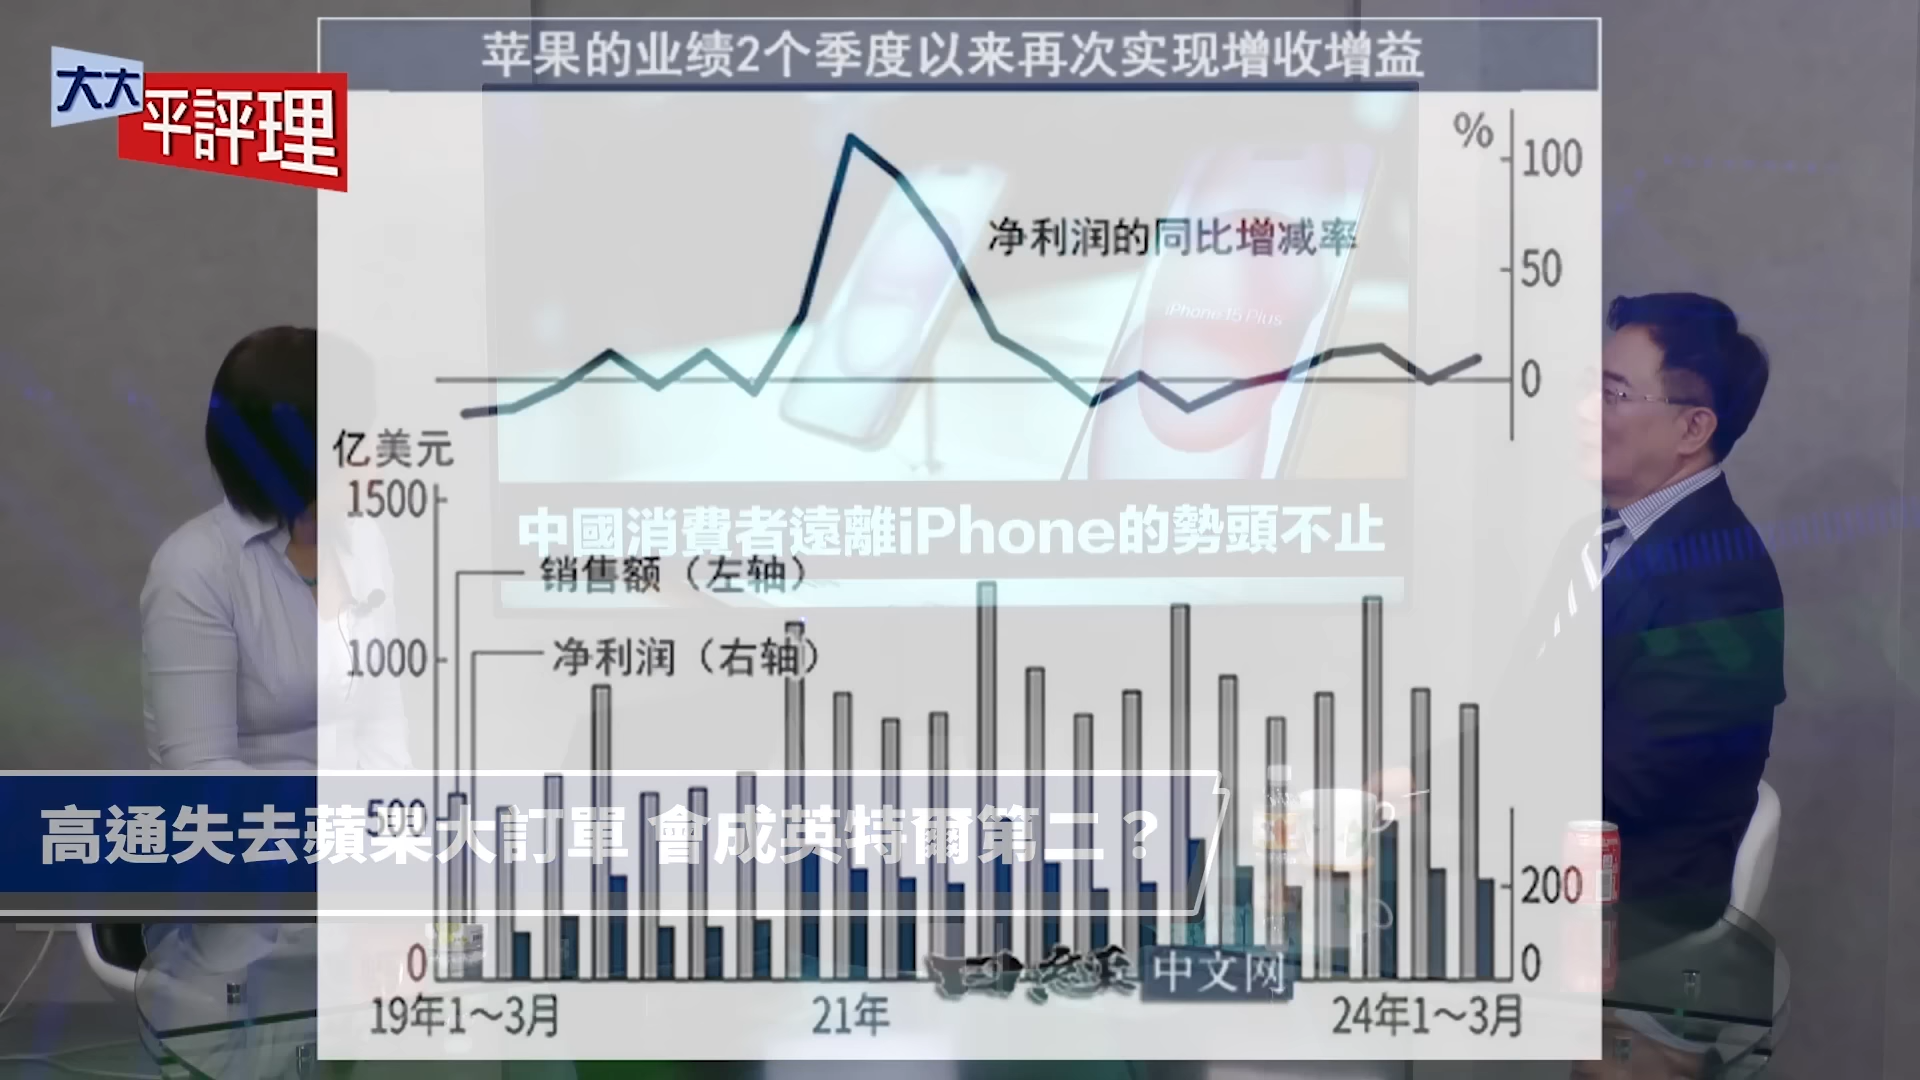 苹果的业绩2个季度以来再次实现增收增益
大大
平評理
%
100
净利润的同比增减率
50
iPhone 15 Plus
0
亿美元
1500
中國消費者遠離iPhone的勢頭不止
销售额（左轴）
1000
净利润（右轴）
500
高通失去蘋果大訂單 會成英特爾第二？
200
0
0
日経 中文网
19年1～3月
21年
24年1～3月